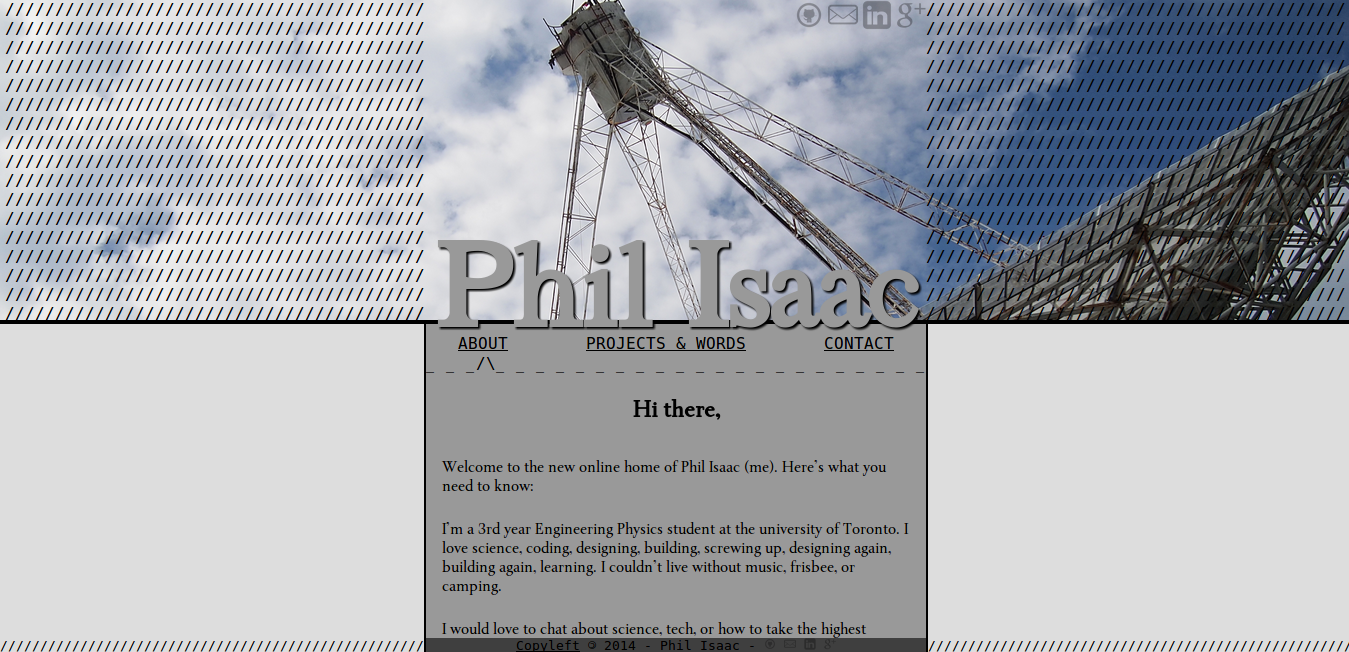 g+
Phil Isaac
ABOUT PROJECTS & WORDS CONTACT
_ _ _/\_ _ _ _ _ _ _ _ _ _ _ _ _ _ _ _ _ _ _ _ _ _
Hi there,
Welcome to the new online home of Phil Isaac (me). Here's what you
need to know:
I'm a 3rd year Engineering Physics student at the university of Toronto. I
love science, coding, designing, building, screwing up, designing again,
building again, learning. I couldn't live without music, frisbee, or
camping.
I would love to chat about science, tech, or how to take the highest
Copyleft 🄯 2014 - Phil Isaac -